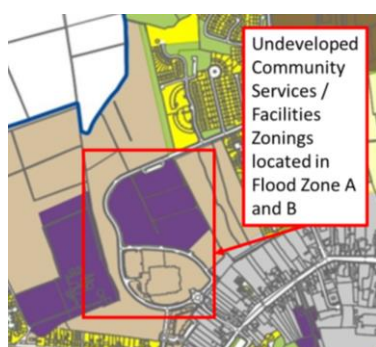 Undeveloped
Community
Services /
Facilities
Zonings
located in
Flood Zone A
and B